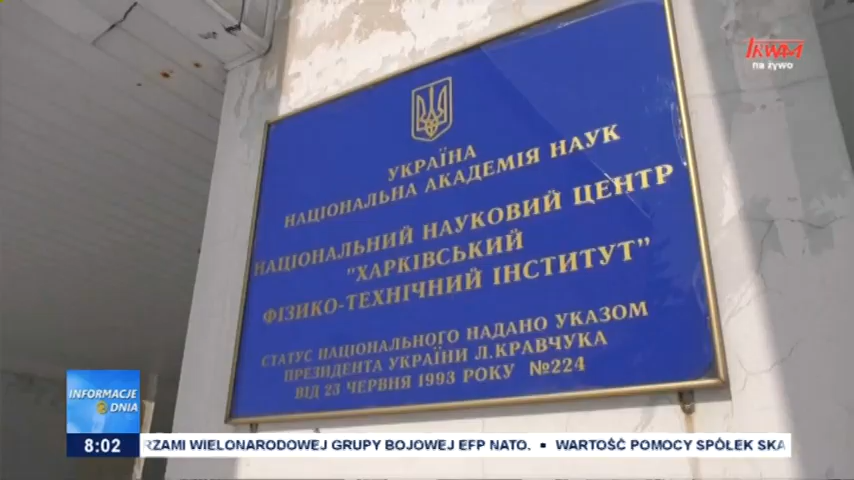 TRWAM
na żywo
УКРАЇНА
НАЦІОНАЛЬНА АКАДЕМІЯ НАУК
НАЦІОНАЛЬНИЙ НАУКОВИЙ ЦЕНТР
"ХАРКІВСЬКИЙ
ФІЗИКО-ТЕХНІЧНИЙ ІНСТИТУТ"
СТАТУС НАЦІОНАЛЬНОГО НАДАНО УКАЗОМ
ПРЕЗИДЕНТА УКРАЇНИ Л.КРАВЧУКА
ВІД 23 ЧЕРВНЯ 1993 РОКУ №224
INFORMACJE
DNIA
8:02
RZAMI WIELONARODOWEJ GRUPY BOJOWEJ EFP NATO. ▪ WARTOŚĆ POMOCY SPÓŁEK SKA